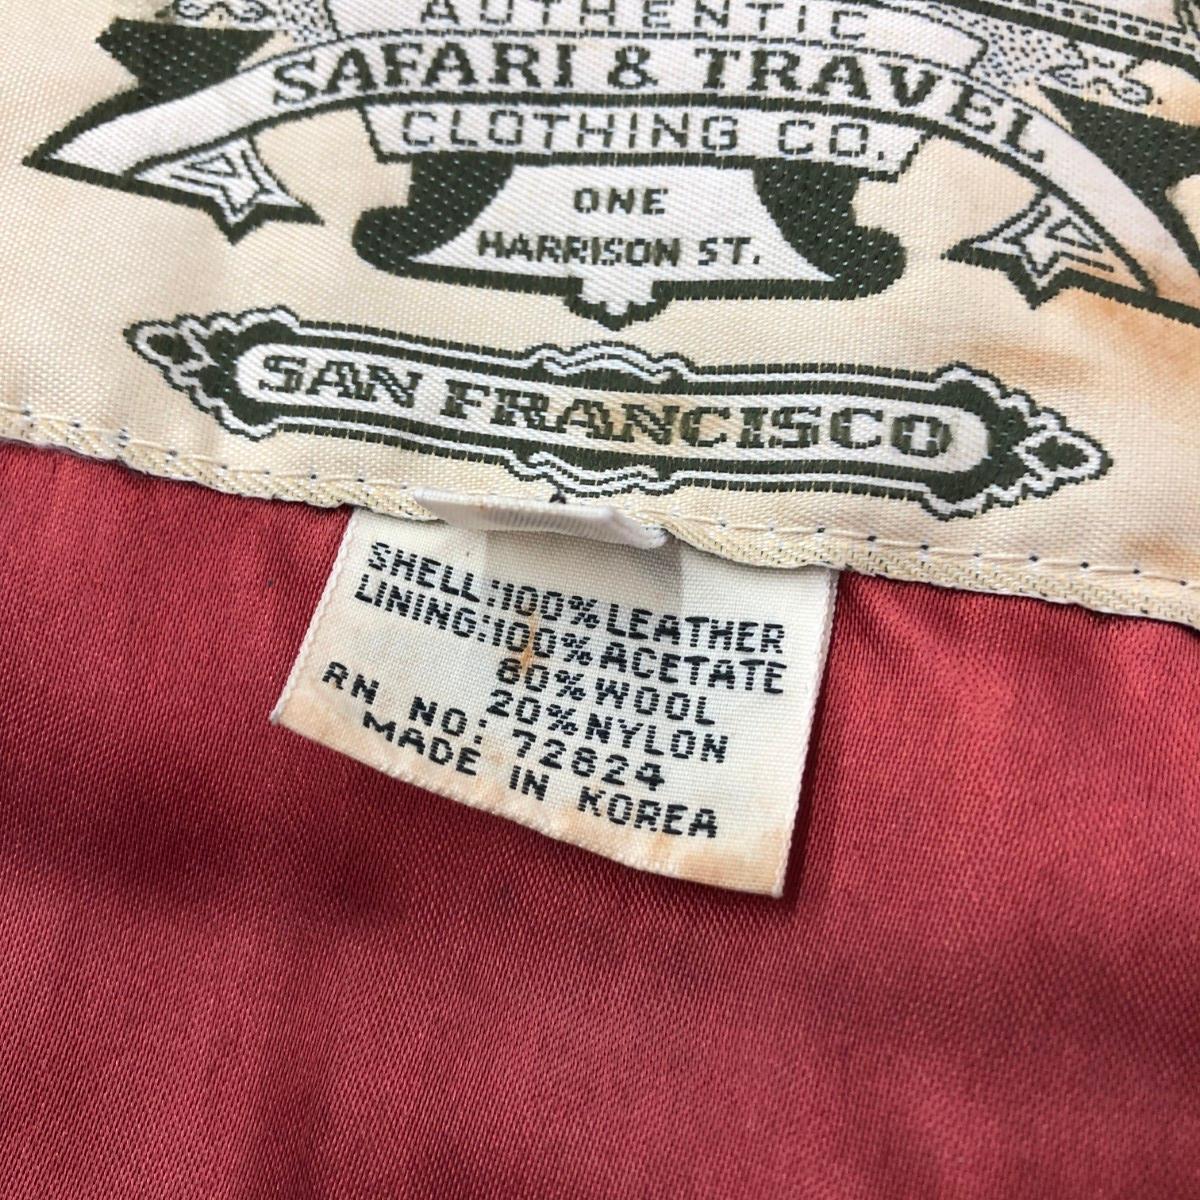 AUTHENTIC
SAFARI & TRAVEL
CLOTHING CO.
ONE
HARRISON ST.
SAN FRANCISCO
SHELL:100% LEATHER
LINING:100% ACETATE
80% WOOL
20% NYLON
RN NO: 72824
MADE IN KOREA